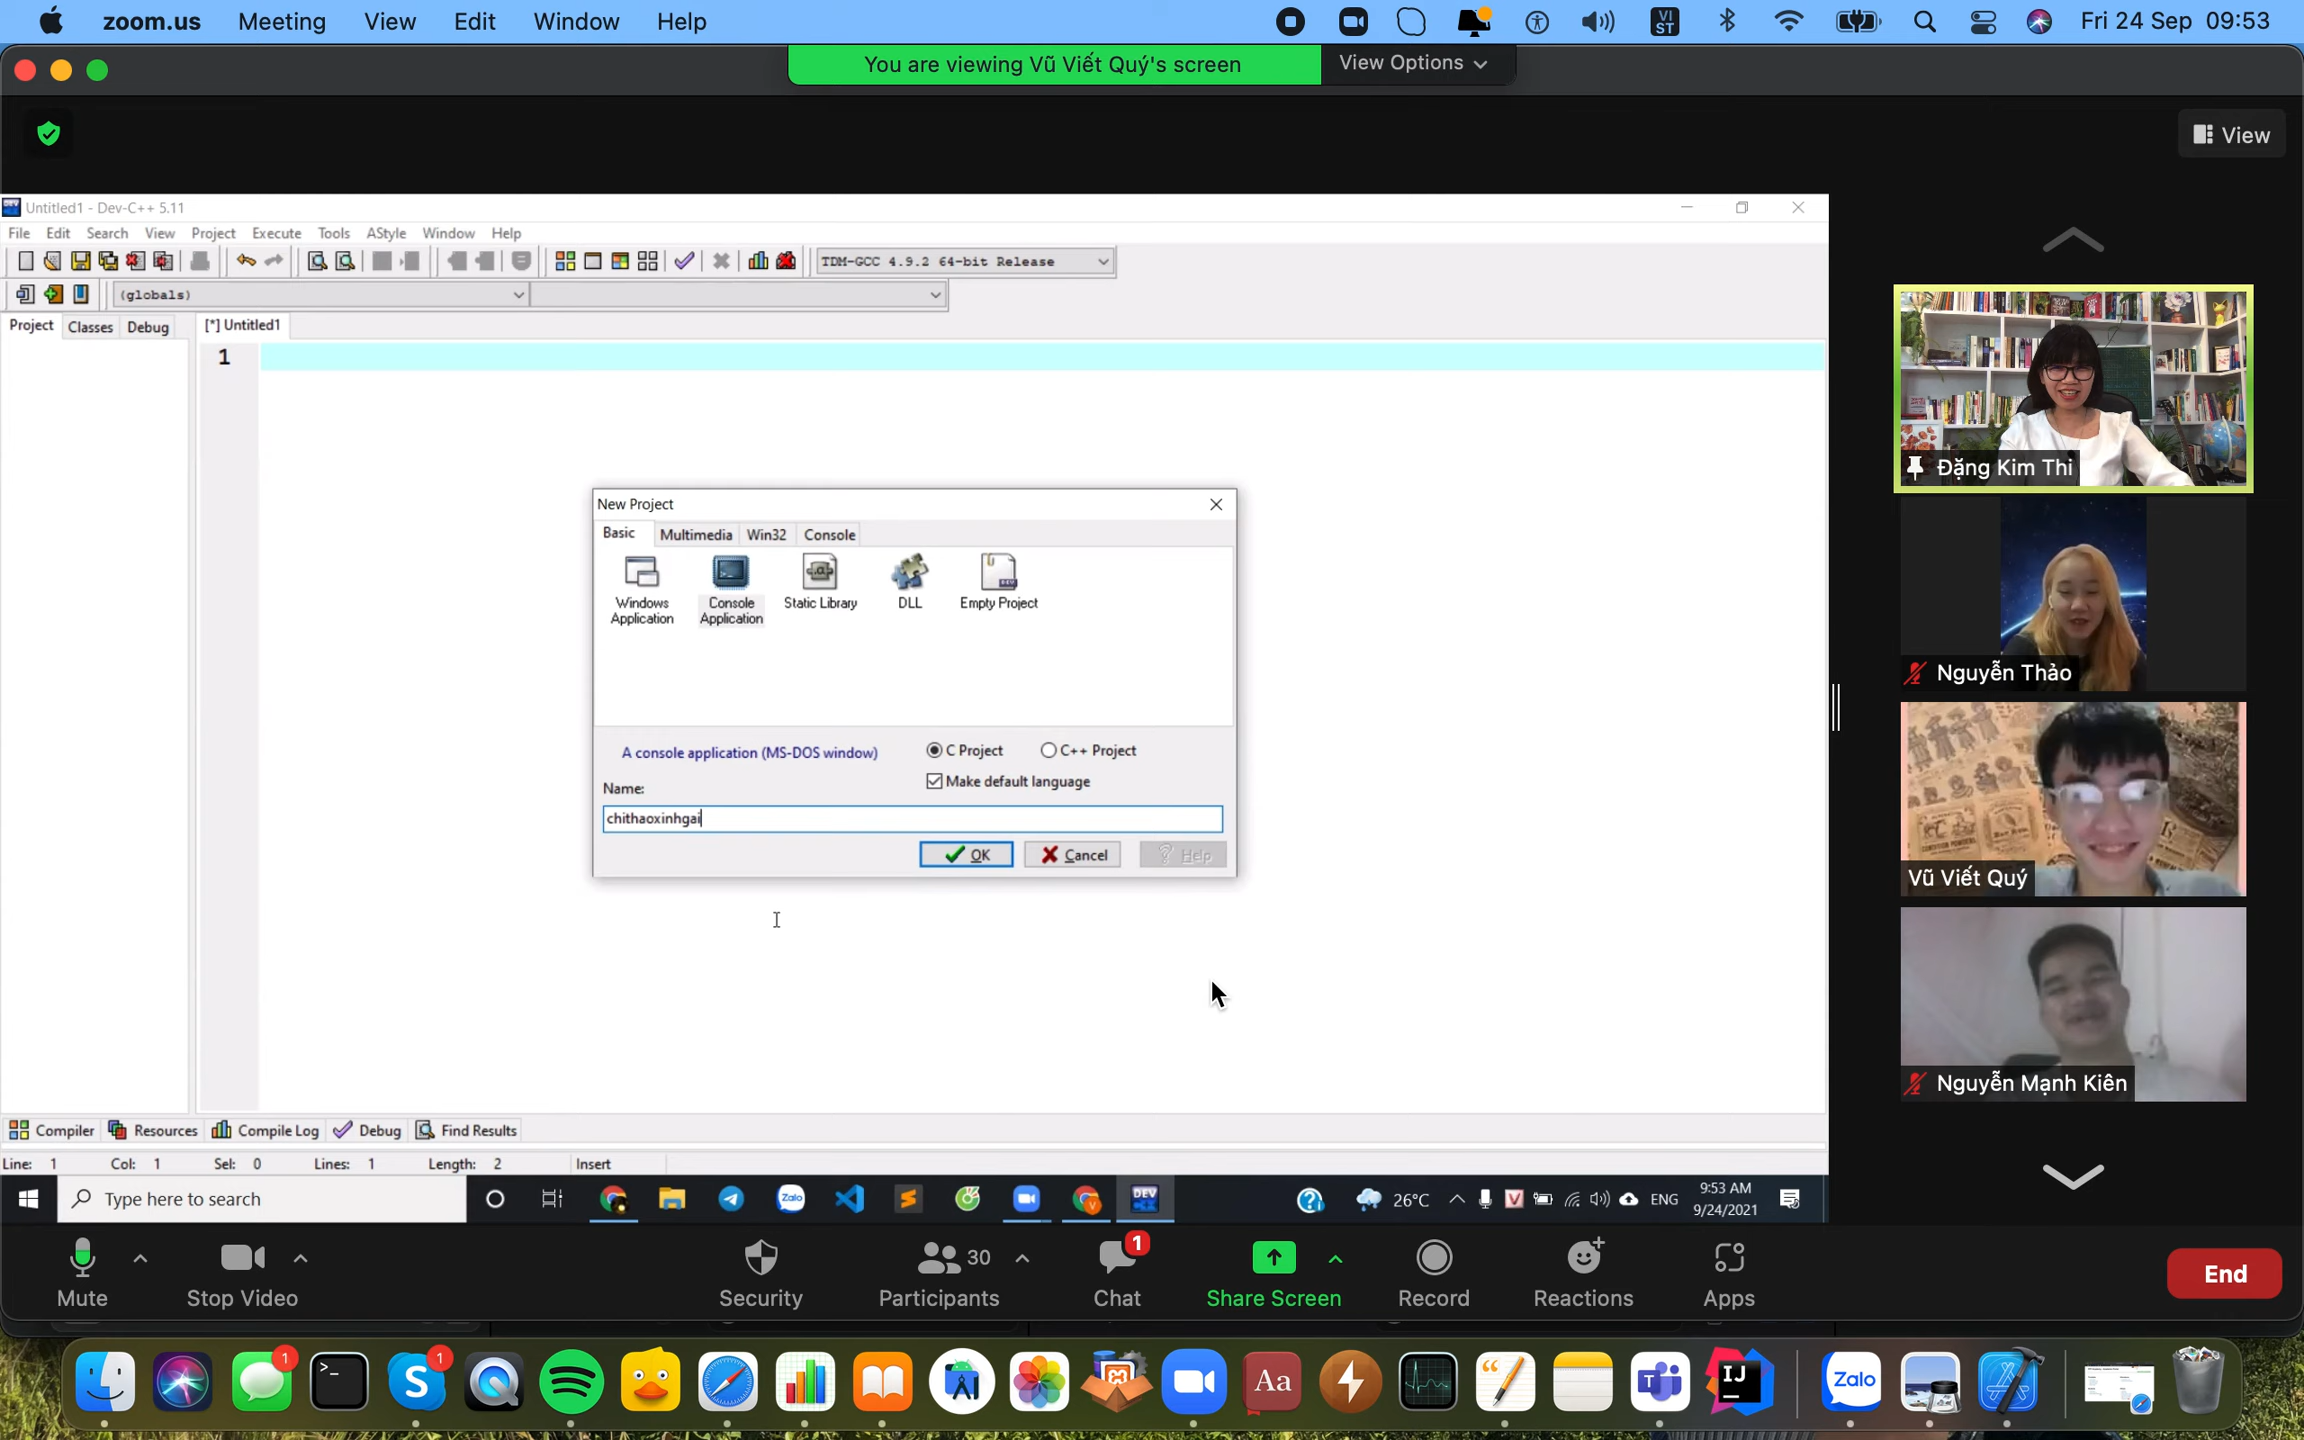 zoom.us Meeting View Edit Window Help
VI
ST
Fri 24 Sep 09:53
You are viewing Vũ Viết Quý's screen
View Options
View
Untitled1 - Dev-C++ 5.11
File Edit Search View Project Execute Tools AStyle Window Help
TDM-GCC 4.9.2 64-bit Release
(globals)
Project Classes Debug
[*] Untitled1
1
New Project
Basic Multimedia Win32 Console
Windows Application
Console Application
Static Library
DLL
Empty Project
A console application (MS-DOS window)
C Project
C++ Project
Make default language
Name:
chithaoxinhgai
OK
Cancel
Help
Đặng Kim Thi
Nguyễn Thảo
Vũ Viết Quý
Nguyễn Mạnh Kiên
Compiler Resources Compile Log Debug Find Results
Line: 1 Col: 1 Sel: 0 Lines: 1 Length: 2 Insert
Type here to search
Zalo
DEV
26°C
V
ENG
9:53 AM
9/24/2021
Mute
Stop Video
Security
30
Participants
1
Chat
Share Screen
Record
Reactions
Apps
End
1
1
S
Aa
T
IJ
Zalo